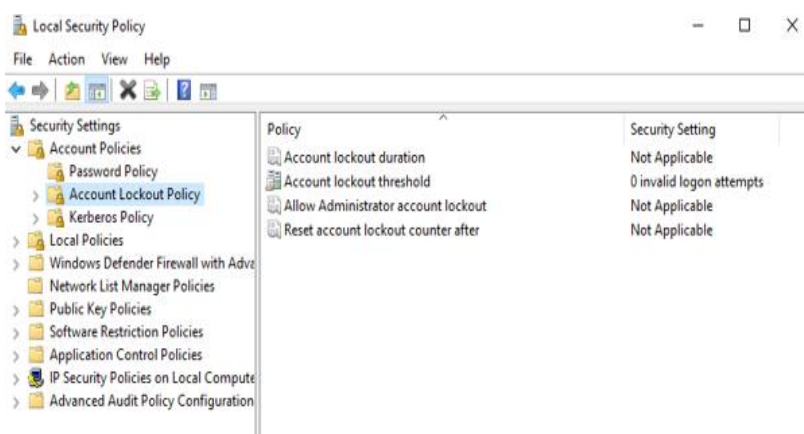 Local Security Policy
File Action View Help
Security Settings
Account Policies
Password Policy
Account Lockout Policy
Kerberos Policy
Local Policies
Windows Defender Firewall with Adva
Network List Manager Policies
Public Key Policies
Software Restriction Policies
Application Control Policies
IP Security Policies on Local Compute
Advanced Audit Policy Configuration
Policy Security Setting
Account lockout duration Not Applicable
Account lockout threshold 0 invalid logon attempts
Allow Administrator account lockout Not Applicable
Reset account lockout counter after Not Applicable